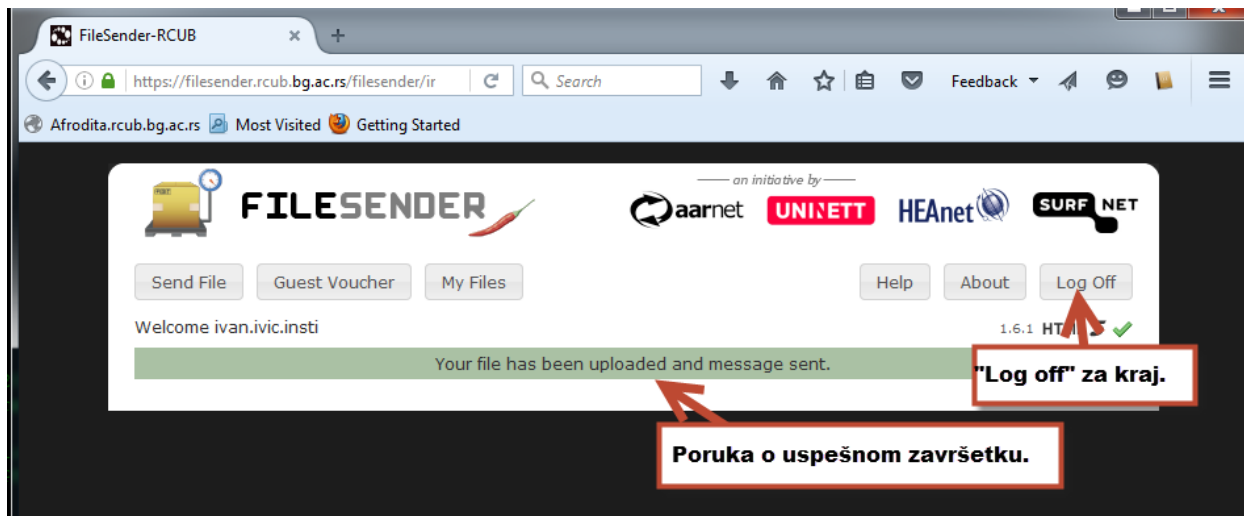 FileSender-RCUB
https://filesender.rcub.bg.ac.rs/filesender/ir
Search
Feedback
Afrodita.rcub.bg.ac.rs Most Visited Getting Started
an initiative by
FILESENDER
aarnet UNINETT HEAnet SURF NET
Send File Guest Voucher My Files Help About Log Off
Welcome ivan.ivic.insti
1.6.1
Your file has been uploaded and message sent.
"Log off" za kraj.
Poruka o uspešnom završetku.